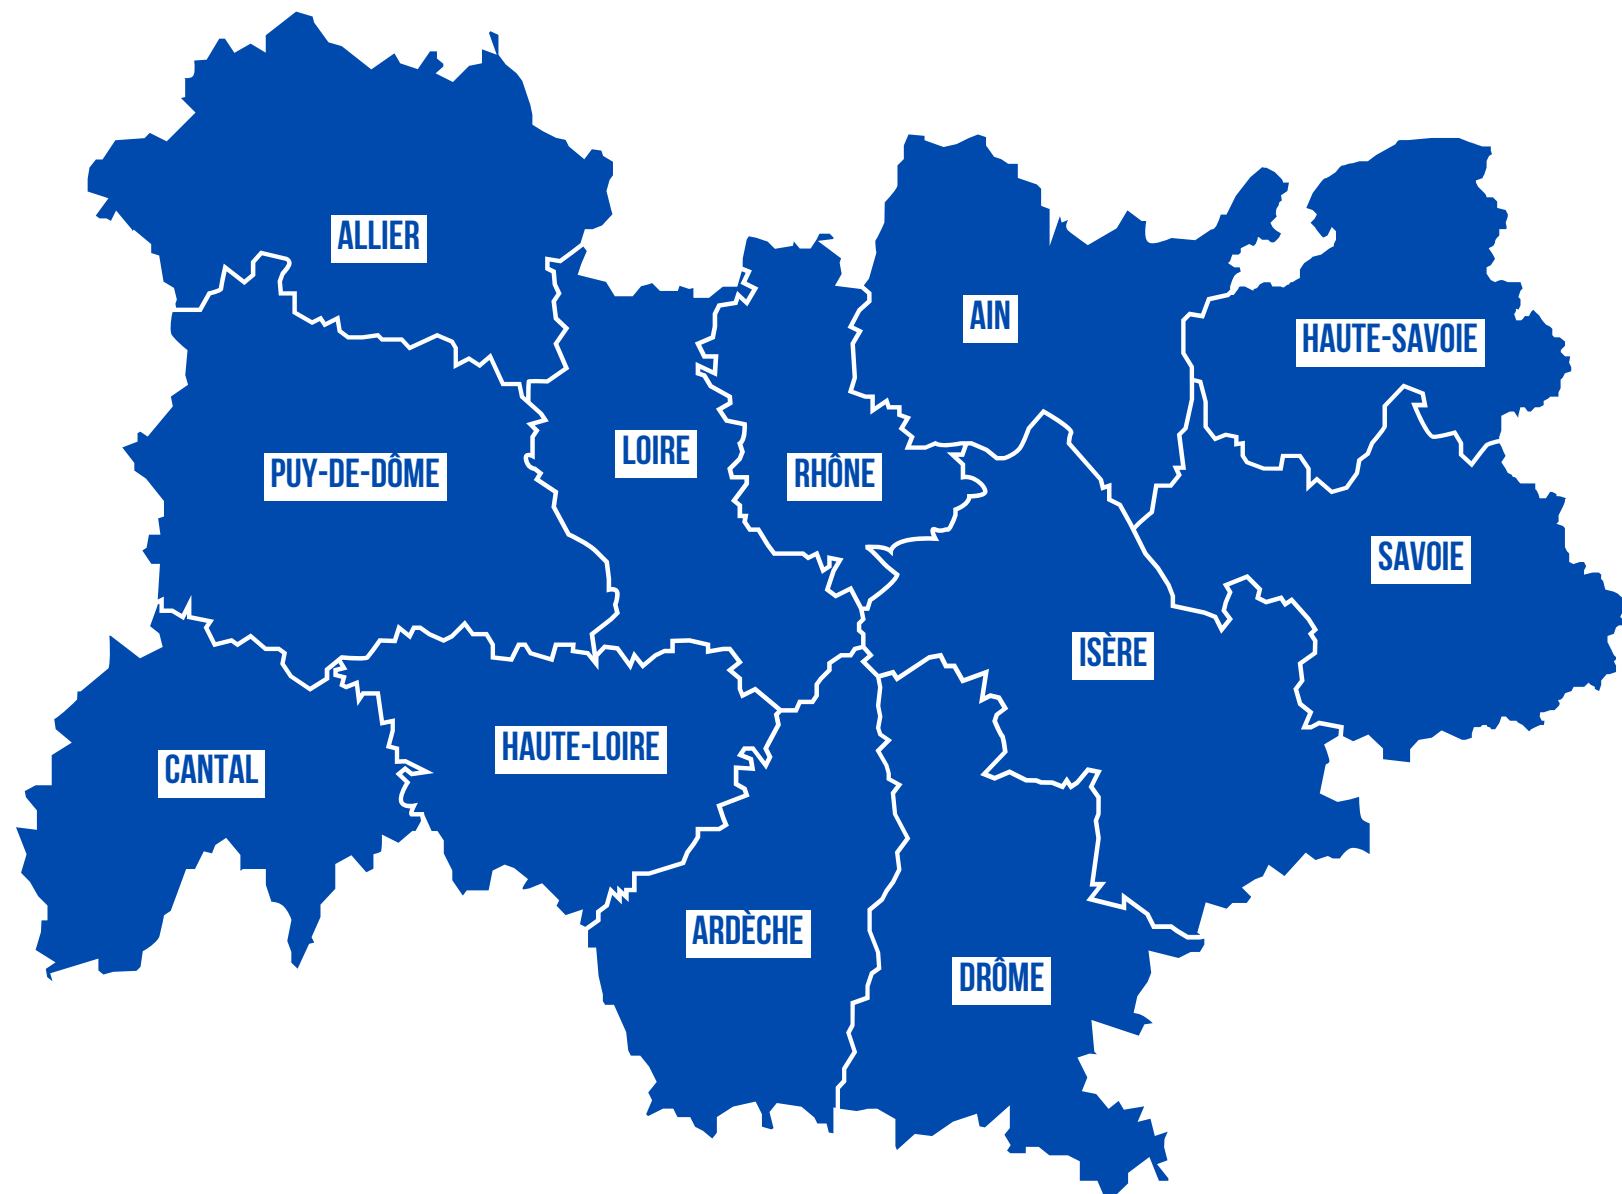 ALLIER
AIN
HAUTE-SAVOIE
LOIRE
RHÔNE
PUY-DE-DÔME
SAVOIE
ISÈRE
HAUTE-LOIRE
CANTAL
ARDÈCHE
DRÔME